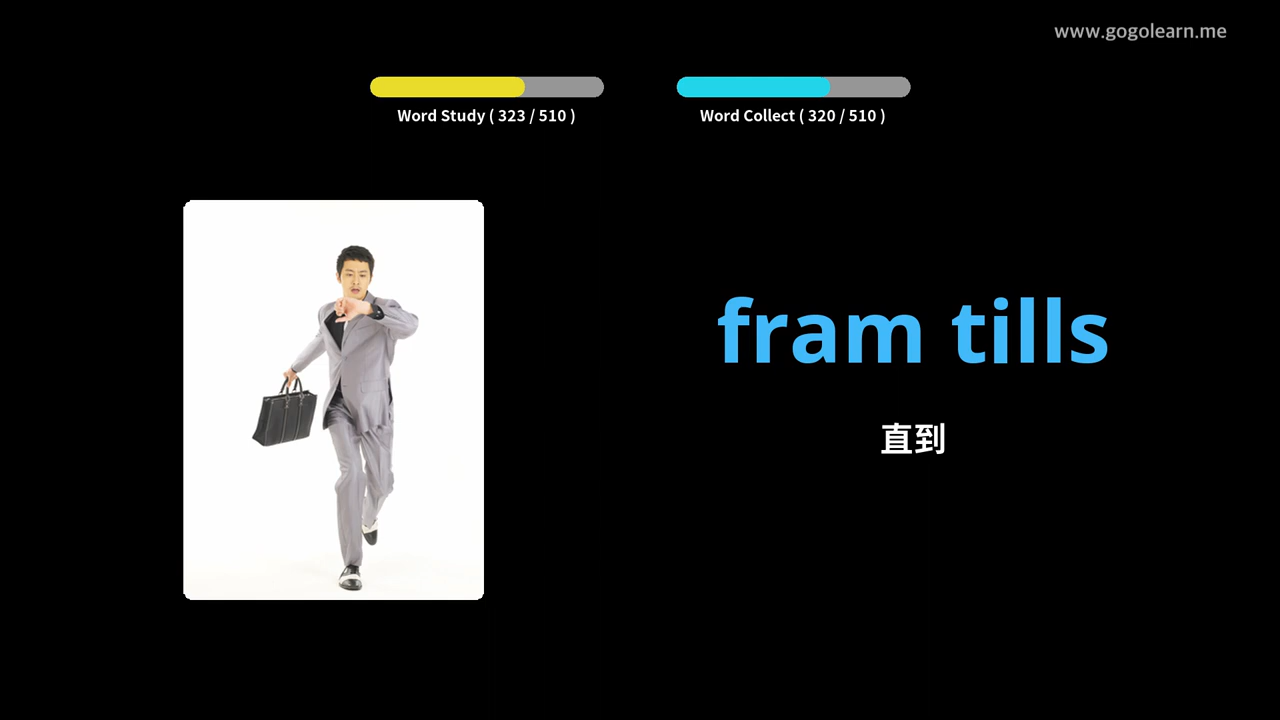 www.gogolearn.me
Word Study ( 323 / 510 )
Word Collect ( 320 / 510 )
fram tills
直到